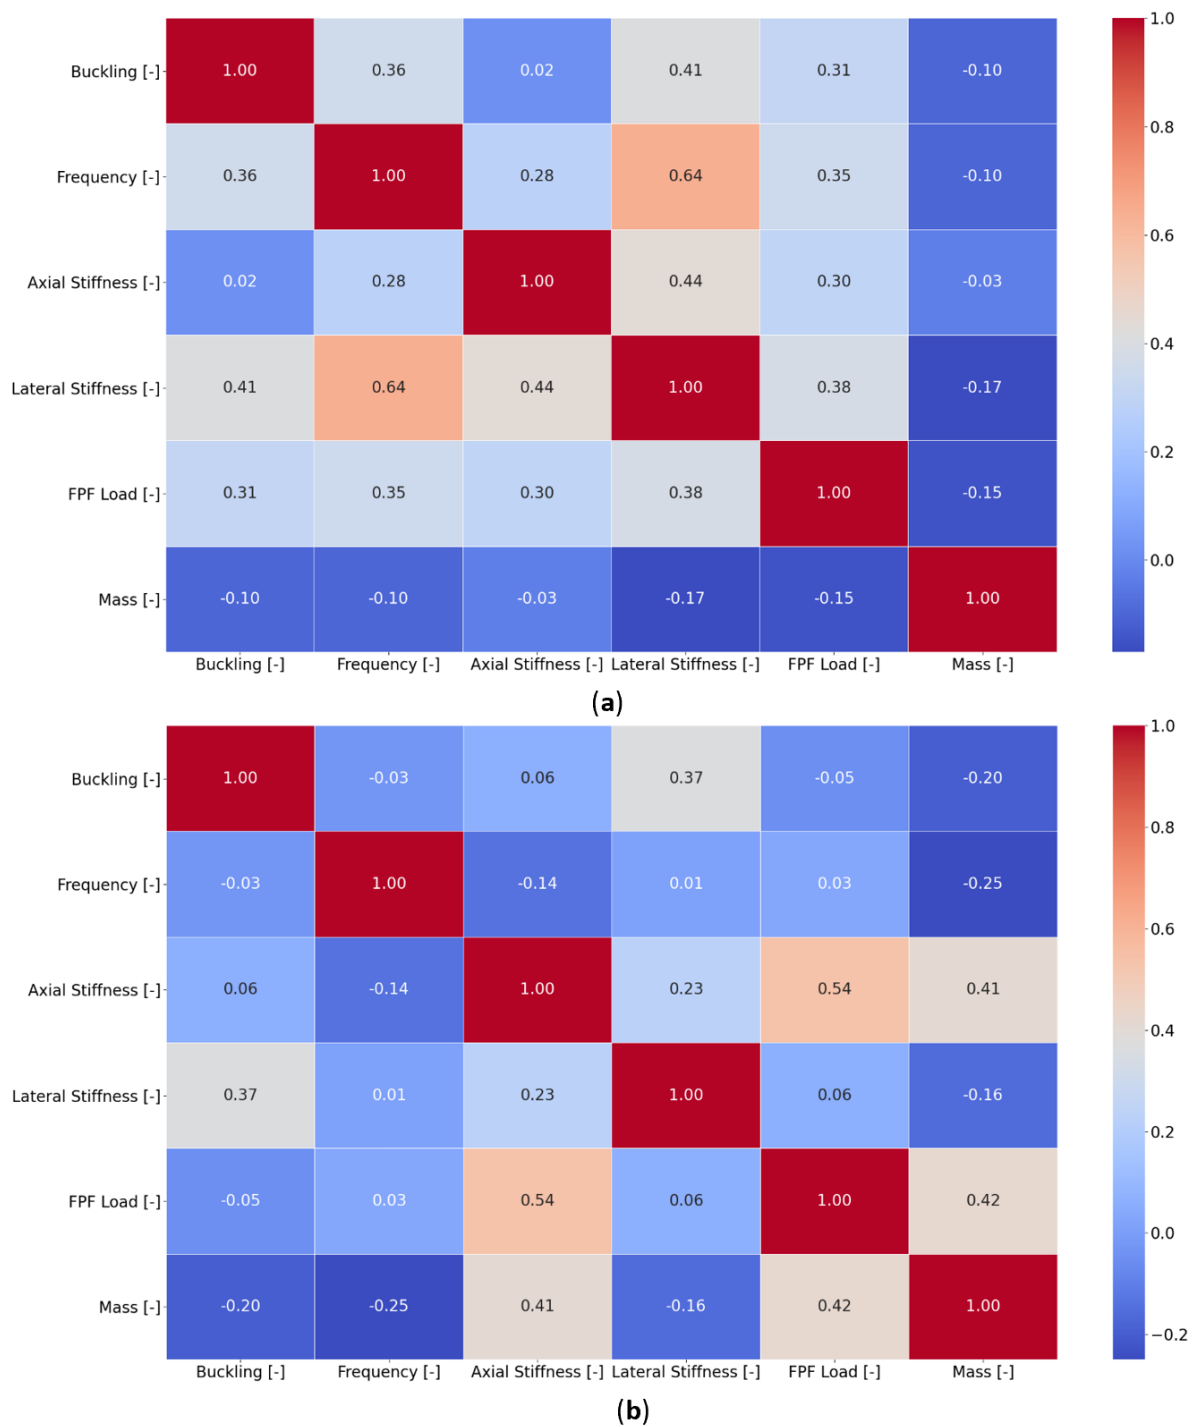 1.0
Buckling [-] 1.00 0.36 0.02 0.41 0.31 -0.10
0.8
Frequency [-] 0.36 1.00 0.28 0.64 0.35 -0.10
0.6
Axial Stiffness [-] 0.02 0.28 1.00 0.44 0.30 -0.03
0.4
Lateral Stiffness [-] 0.41 0.64 0.44 1.00 0.38 -0.17
0.2
FPF Load [-] 0.31 0.35 0.30 0.38 1.00 -0.15
0.0
Mass [-] -0.10 -0.10 -0.03 -0.17 -0.15 1.00
Buckling [-] Frequency [-] Axial Stiffness [-] Lateral Stiffness [-] FPF Load [-] Mass [-]
(a)
1.0
Buckling [-] 1.00 -0.03 0.06 0.37 -0.05 -0.20
0.8
Frequency [-] -0.03 1.00 -0.14 0.01 0.03 -0.25
0.6
Axial Stiffness [-] 0.06 -0.14 1.00 0.23 0.54 0.41
0.4
Lateral Stiffness [-] 0.37 0.01 0.23 1.00 0.06 -0.16
0.2
FPF Load [-] -0.05 0.03 0.54 0.06 1.00 0.42
0.0
Mass [-] -0.20 -0.25 0.41 -0.16 0.42 1.00
−0.2
Buckling [-] Frequency [-] Axial Stiffness [-] Lateral Stiffness [-] FPF Load [-] Mass [-]
(b)